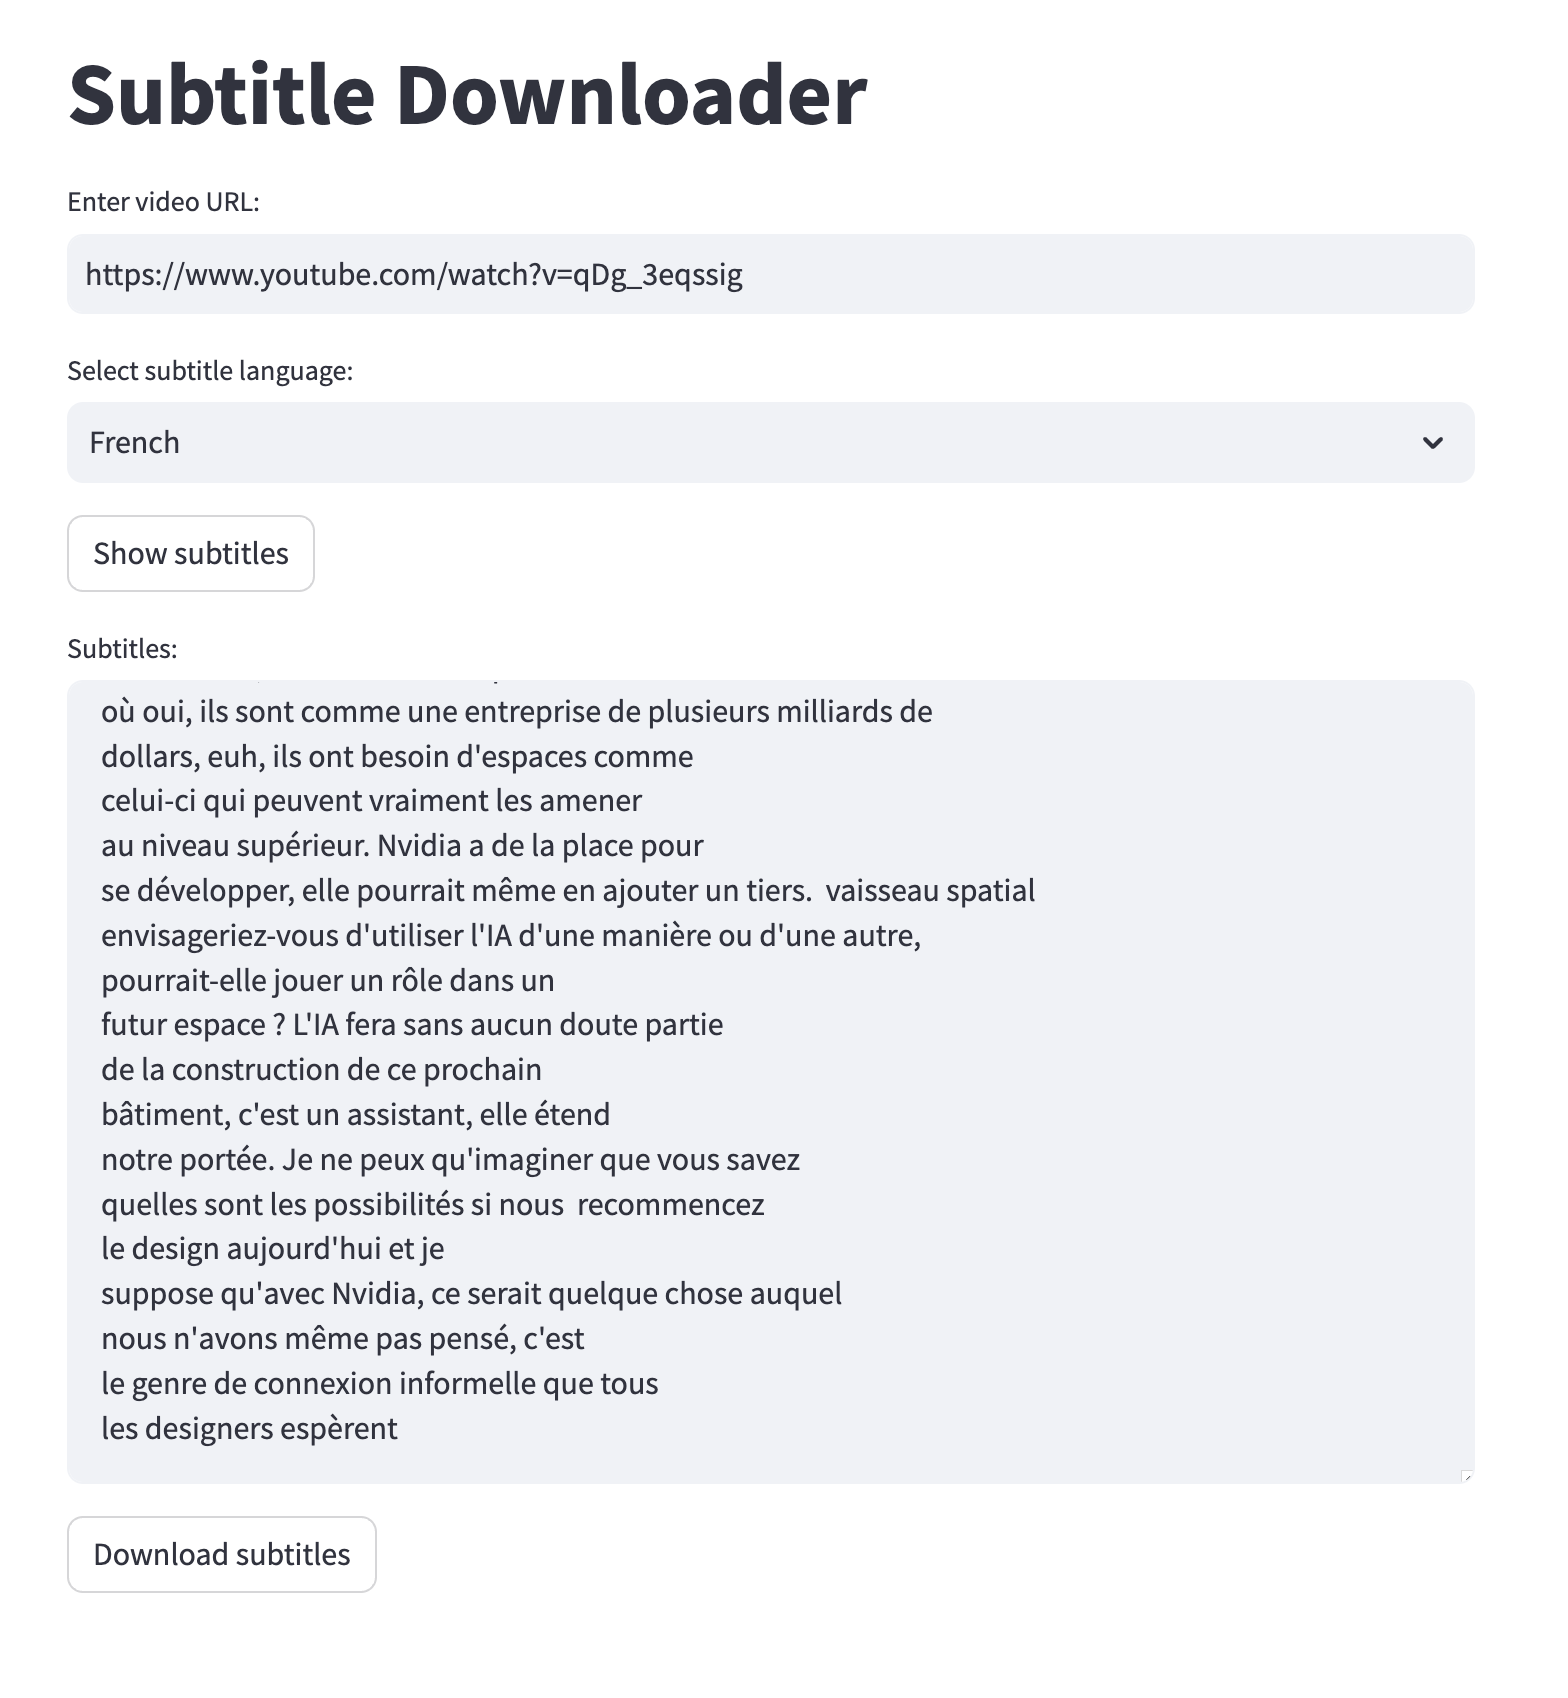 Subtitle Downloader
Enter video URL:
https://www.youtube.com/watch?v=qDg_3eqssig
Select subtitle language:
French
Show subtitles
Subtitles:
où oui, ils sont comme une entreprise de plusieurs milliards de
dollars, euh, ils ont besoin d'espaces comme
celui-ci qui peuvent vraiment les amener
au niveau supérieur. Nvidia a de la place pour
se développer, elle pourrait même en ajouter un tiers.  vaisseau spatial
envisageriez-vous d'utiliser l'IA d'une manière ou d'une autre,
pourrait-elle jouer un rôle dans un
futur espace ? L'IA fera sans aucun doute partie
de la construction de ce prochain
bâtiment, c'est un assistant, elle étend
notre portée. Je ne peux qu'imaginer que vous savez
quelles sont les possibilités si nous  recommencez
le design aujourd'hui et je
suppose qu'avec Nvidia, ce serait quelque chose auquel
nous n'avons même pas pensé, c'est
le genre de connexion informelle que tous
les designers espèrent
Download subtitles